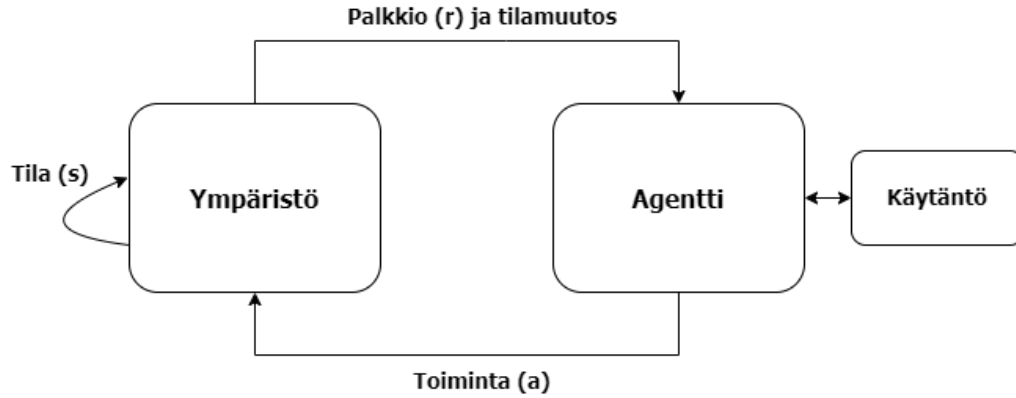 Palkkio (r) ja tilamuutos
Tila (s)
Ympäristö
Agentti
Käytäntö
Toiminta (a)